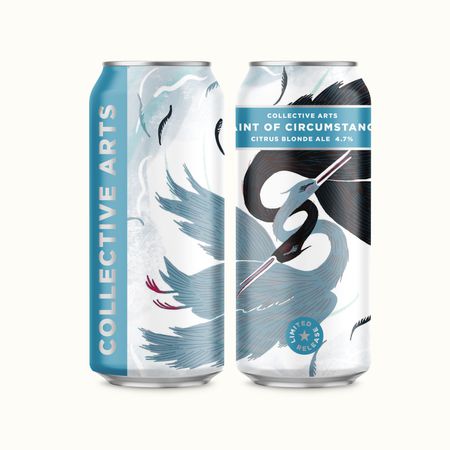 COLLECTIVE ARTS
COLLECTIVE ARTS
AINT OF CIRCUMSTANC
CITRUS BLONDE ALE 4.7%
LIMITED
RELEASE